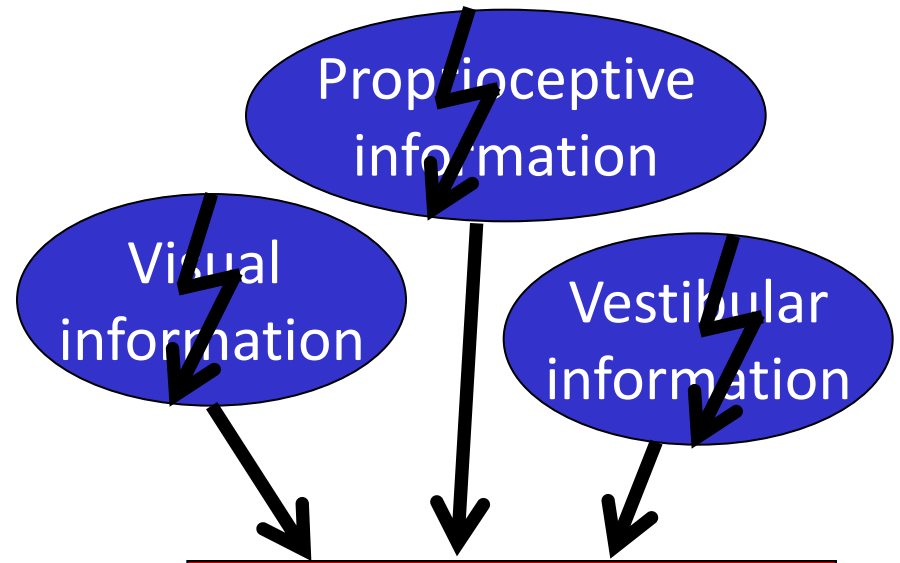 Proprioceptive
information
Visual
information
Vestibular
information